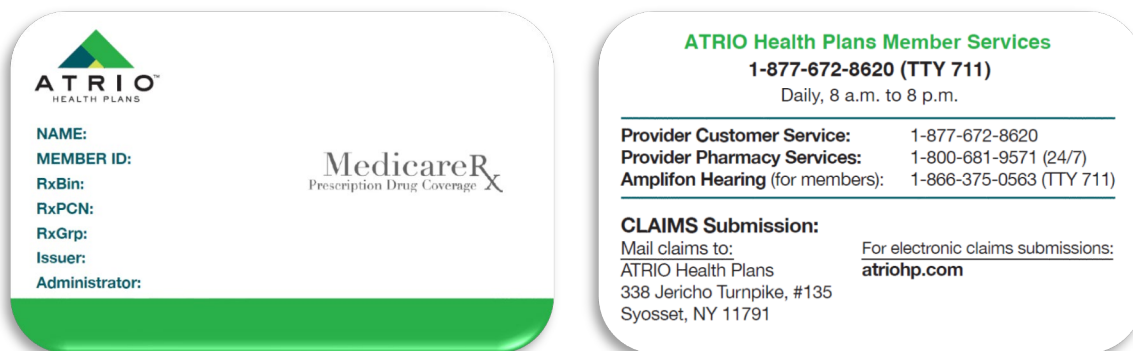 ATRIO™
HEALTH PLANS
NAME:
MEMBER ID:
RxBin:
RxPCN:
RxGrp:
Issuer:
Administrator:
MedicareRx
Prescription Drug Coverage
ATRIO Health Plans Member Services
1-877-672-8620 (TTY 711)
Daily, 8 a.m. to 8 p.m.
Provider Customer Service: 1-877-672-8620
Provider Pharmacy Services: 1-800-681-9571 (24/7)
Amplifon Hearing (for members): 1-866-375-0563 (TTY 711)
CLAIMS Submission:
Mail claims to:
ATRIO Health Plans
338 Jericho Turnpike, #135
Syosset, NY 11791
For electronic claims submissions:
atriohp.com